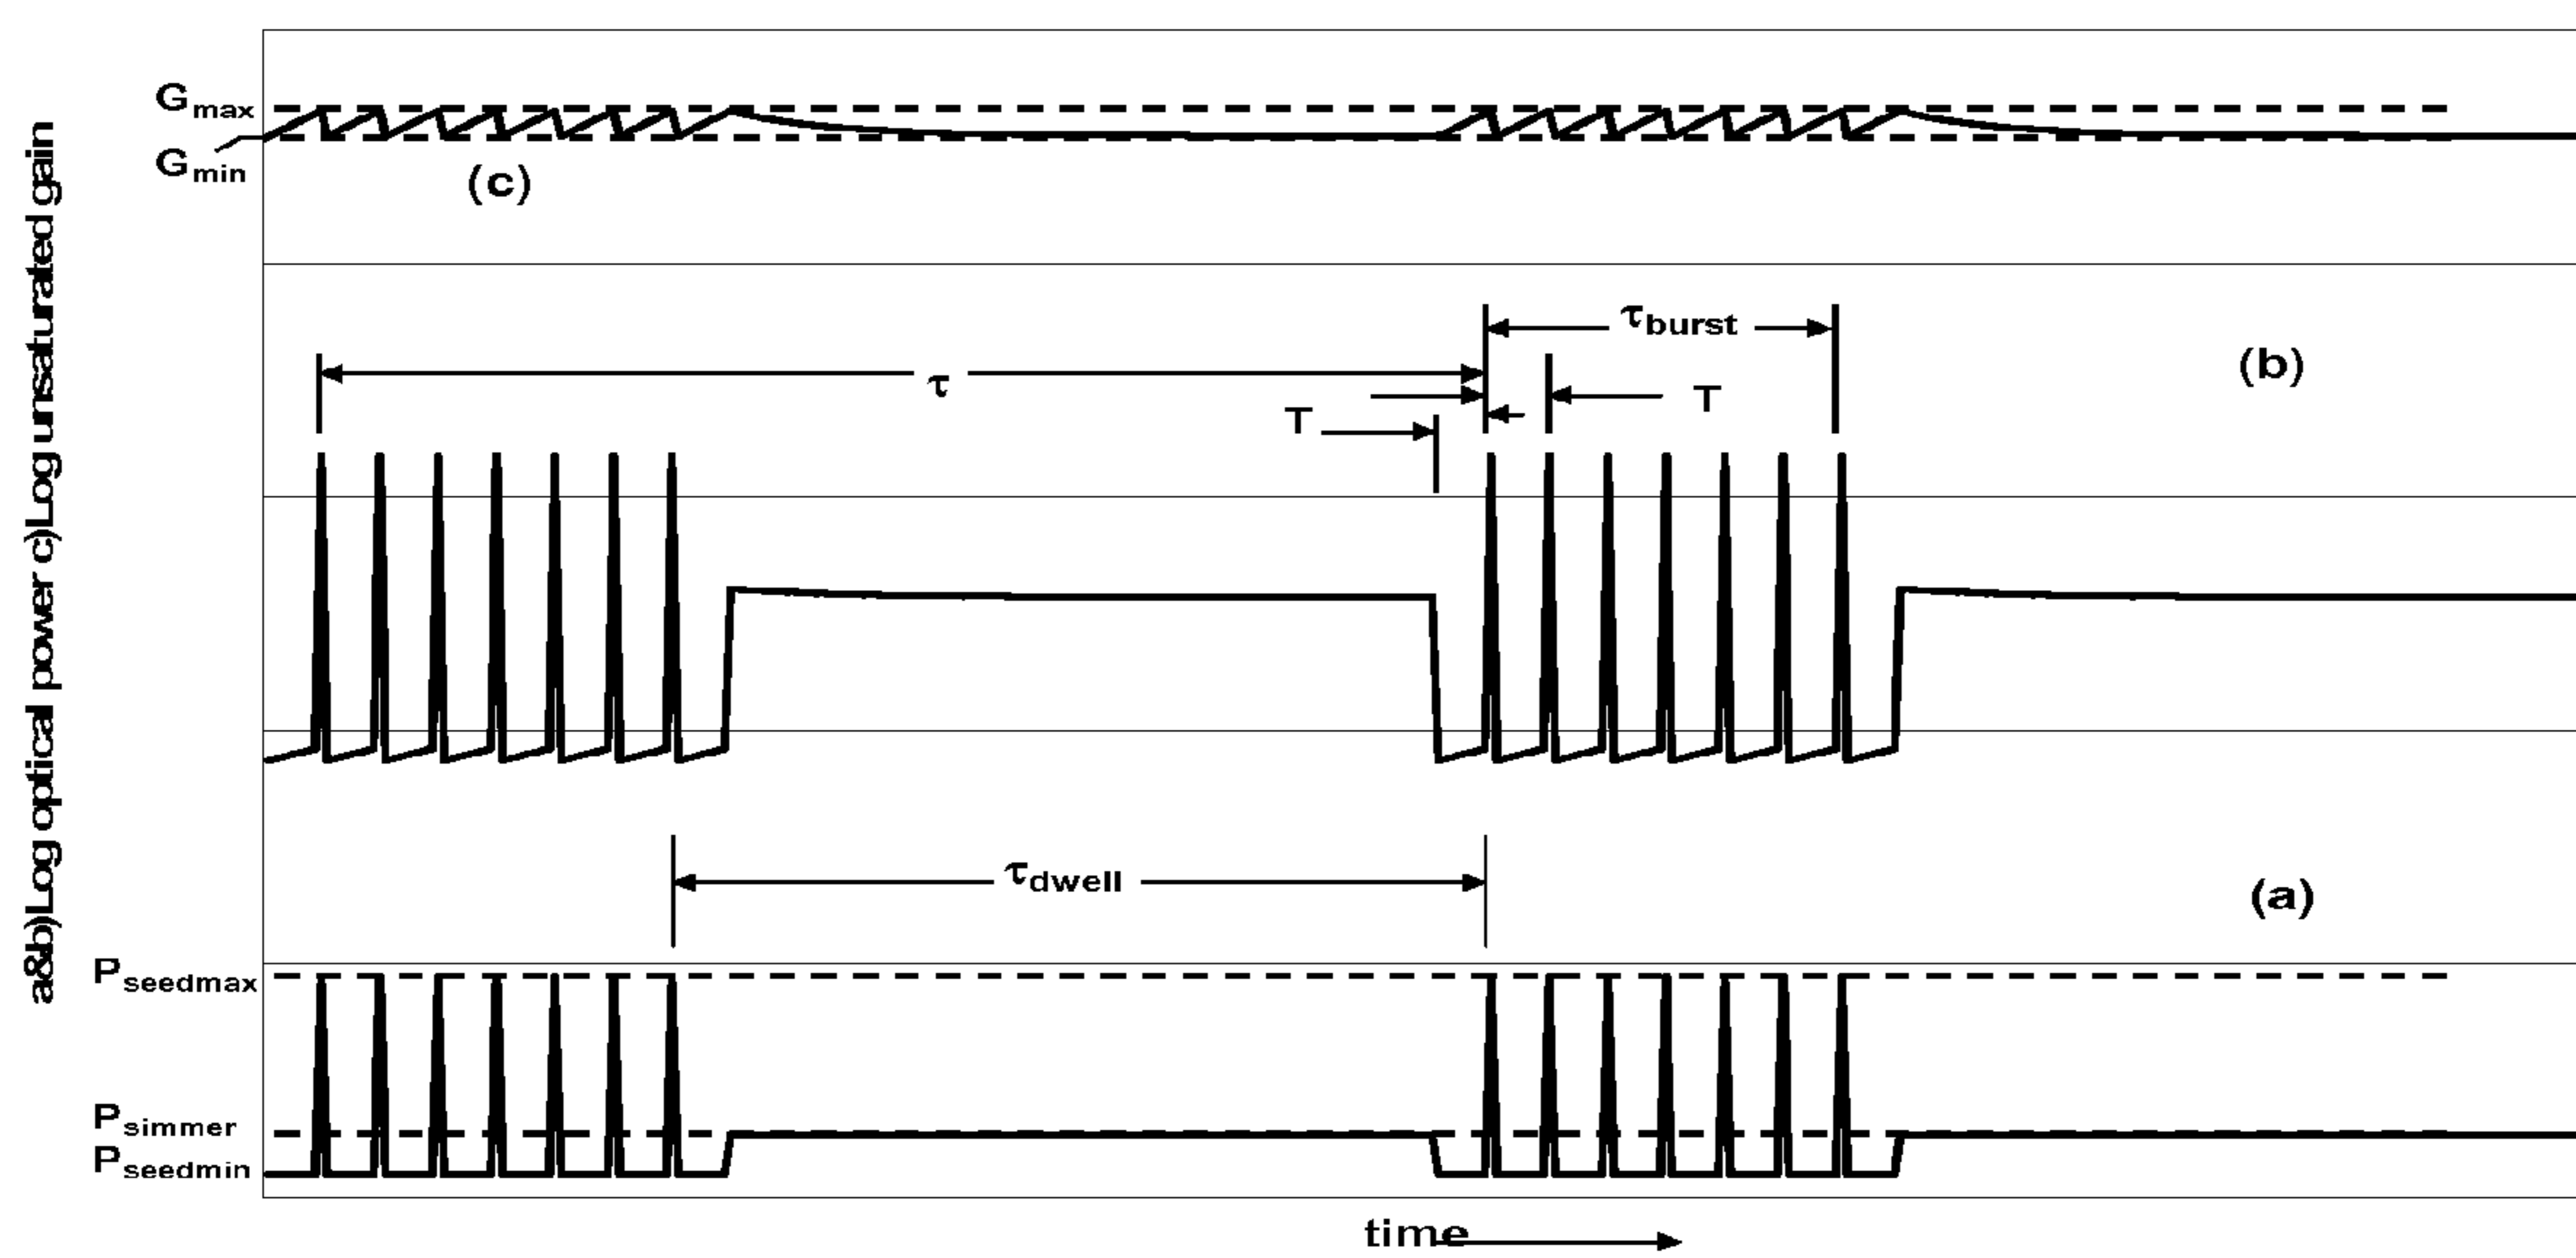 a&b)Log optical power c)Log unsaturated gain
Gmax
Gmin
(c)
τburst
(b)
τ
T
T
τdwell
(a)
Pseedmax
Psimmer
Pseedmin
time